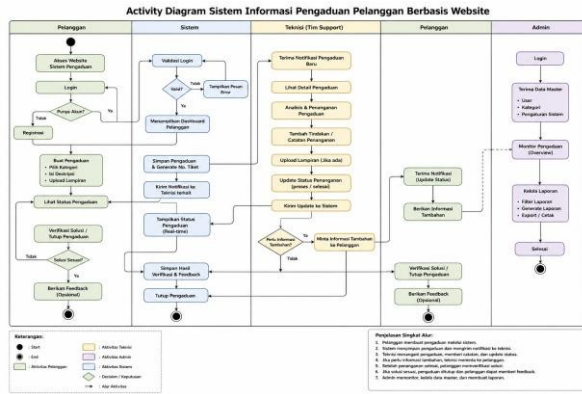 Activity Diagram Sistem Informasi Pengaduan Pelanggan Berbasis Website
Pelanggan
Akses Website
Sistem Pengaduan
Login
Punya Akun?
Tidak
Ya
Registrasi
Buat Pengaduan
• Pilih Kategori
• Isi Deskripsi
• Upload Lampiran
Lihat Status Pengaduan
Verifikasi Solusi /
Tutup Pengaduan
Solusi Sesuai?
Tidak
Ya
Berikan Feedback
(Opsional)
Sistem
Validasi Login
Valid?
Tidak
Tampilkan Pesan
Error
Ya
Menampilkan Dashboard
Pelanggan
Simpan Pengaduan
& Generate No. Tiket
Kirim Notifikasi ke
Teknisi terkait
Tampilkan Status
Pengaduan
(Real-time)
Simpan Hasil
Verifikasi & Feedback
Tutup Pengaduan
Teknisi (Tim Support)
Terima Notifikasi Pengaduan
Baru
Lihat Detail Pengaduan
Analisis & Penanganan
Pengaduan
Tambah Tindakan /
Catatan Penanganan
Upload Lampiran (Jika ada)
Update Status Penanganan
(proses / selesai)
Kirim Update ke Sistem
Perlu Informasi
Tambahan?
Ya
Tidak
Minta Informasi Tambahan
ke Pelanggan
Pelanggan
Terima Notifikasi
(Update Status)
Berikan Informasi
Tambahan
Verifikasi Solusi /
Tutup Pengaduan
Berikan Feedback
(Opsional)
Admin
Login
Terima Data Master
• User
• Kategori
• Pengaturan Sistem
Monitor Pengaduan
(Overview)
Kelola Laporan
• Filter Laporan
• Generate Laporan
• Export / Cetak
Selesai
Keterangan:
: Start
: End
: Aktivitas Pelanggan
: Aktivitas Teknisi
: Aktivitas Admin
: Aktivitas Sistem
: Decision / Keputusan
: Alur Aktivitas
Penjelasan Singkat Alur:
1. Pelanggan membuat pengaduan melalui sistem.
2. Sistem menyimpan pengaduan dan mengirim notifikasi ke teknisi.
3. Teknisi menangani pengaduan, memberi catatan, dan update status.
4. Jika perlu informasi tambahan, teknisi meminta ke pelanggan.
5. Setelah penanganan selesai, pelanggan memverifikasi solusi.
6. Jika solusi sesuai, pengaduan ditutup dan pelanggan dapat memberi feedback.
7. Admin memonitor, kelola data master, dan membuat laporan.